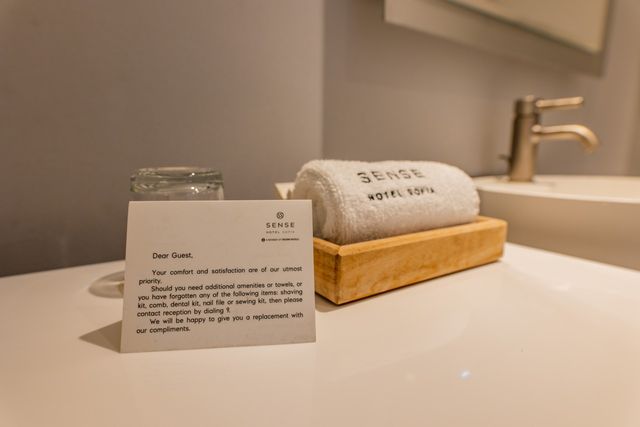 SENSE
HOTEL SOFIA
SENSE
HOTEL SOFIA
Dear Guest,
Your comfort and satisfaction are of our utmost
priority.
Should you need additional amenities or towels, or
you have forgotten any of the following items: shaving
kit, comb, dental kit, nail file or sewing kit, then please
contact reception by dialing 9.
We will be happy to give you a replacement with
our compliments.